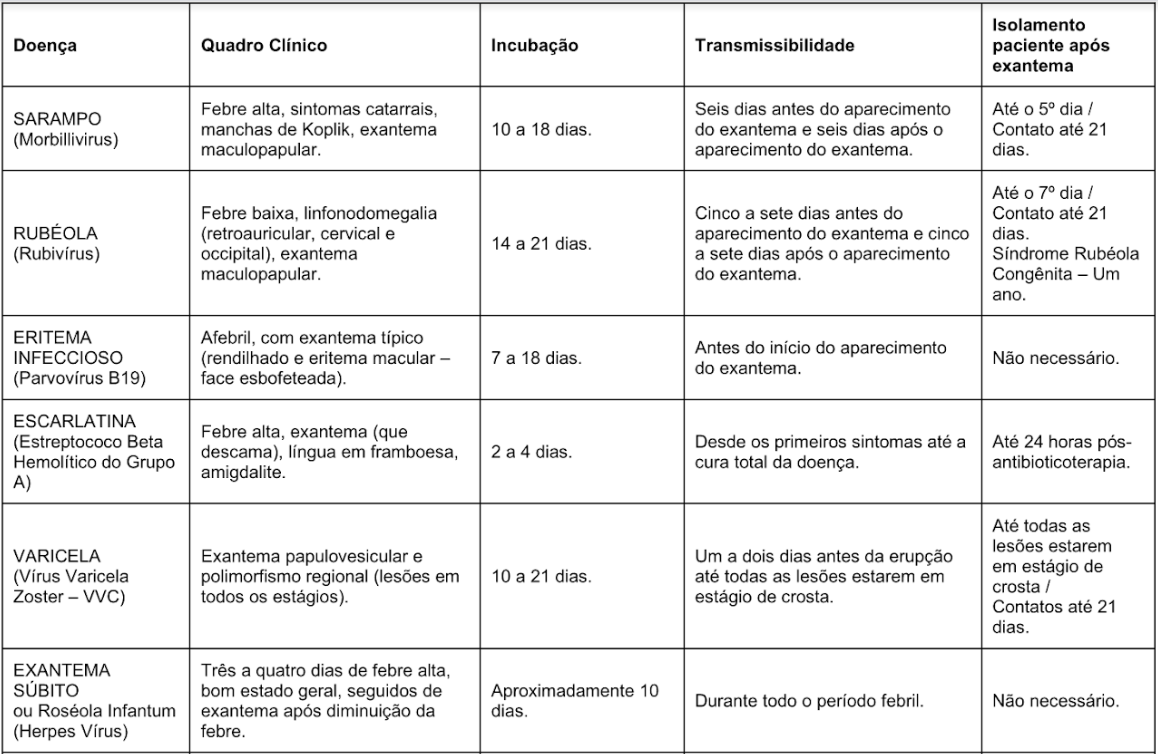 Doença
Quadro Clínico
Incubação
Transmissibilidade
Isolamento
paciente após
exantema
SARAMPO
(Morbillivirus)
Febre alta, sintomas catarrais,
manchas de Koplik, exantema
maculopapular.
10 a 18 dias.
Seis dias antes do aparecimento
do exantema e seis dias após o
aparecimento do exantema.
Até o 5º dia /
Contato até 21
dias.
RUBÉOLA
(Rubivírus)
Febre baixa, linfonodomegalia
(retroauricular, cervical e
occipital), exantema
maculopapular.
14 a 21 dias.
Cinco a sete dias antes do
aparecimento do exantema e cinco
a sete dias após o aparecimento
do exantema.
Até o 7º dia /
Contato até 21
dias.
Síndrome Rubéola
Congênita – Um
ano.
ERITEMA
INFECCIOSO
(Parvovírus B19)
Afebril, com exantema típico
(rendilhado e eritema macular –
face esbofeteada).
7 a 18 dias.
Antes do início do aparecimento
do exantema.
Não necessário.
ESCARLATINA
(Estreptococo Beta
Hemolítico do Grupo
A)
Febre alta, exantema (que
descama), língua em framboesa,
amigdalite.
2 a 4 dias.
Desde os primeiros sintomas até a
cura total da doença.
Até 24 horas pós-
antibioticoterapia.
VARICELA
(Vírus Varicela
Zoster – VVC)
Exantema papulovesicular e
polimorfismo regional (lesões em
todos os estágios).
10 a 21 dias.
Um a dois dias antes da erupção
até todas as lesões estarem em
estágio de crosta.
Até todas as
lesões estarem
em estágio de
crosta /
Contatos até 21
dias.
EXANTEMA
SÚBITO
ou Roséola Infantum
(Herpes Vírus)
Três a quatro dias de febre alta,
bom estado geral, seguidos de
exantema após diminuição da
febre.
Aproximadamente 10
dias.
Durante todo o período febril.
Não necessário.